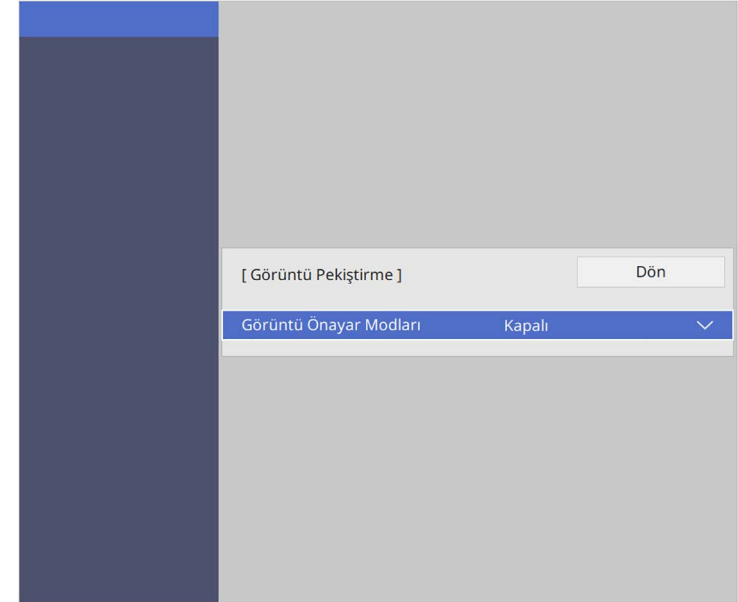 [ Görüntü Pekiştirme ]
Dön
Görüntü Önayar Modları
Kapalı